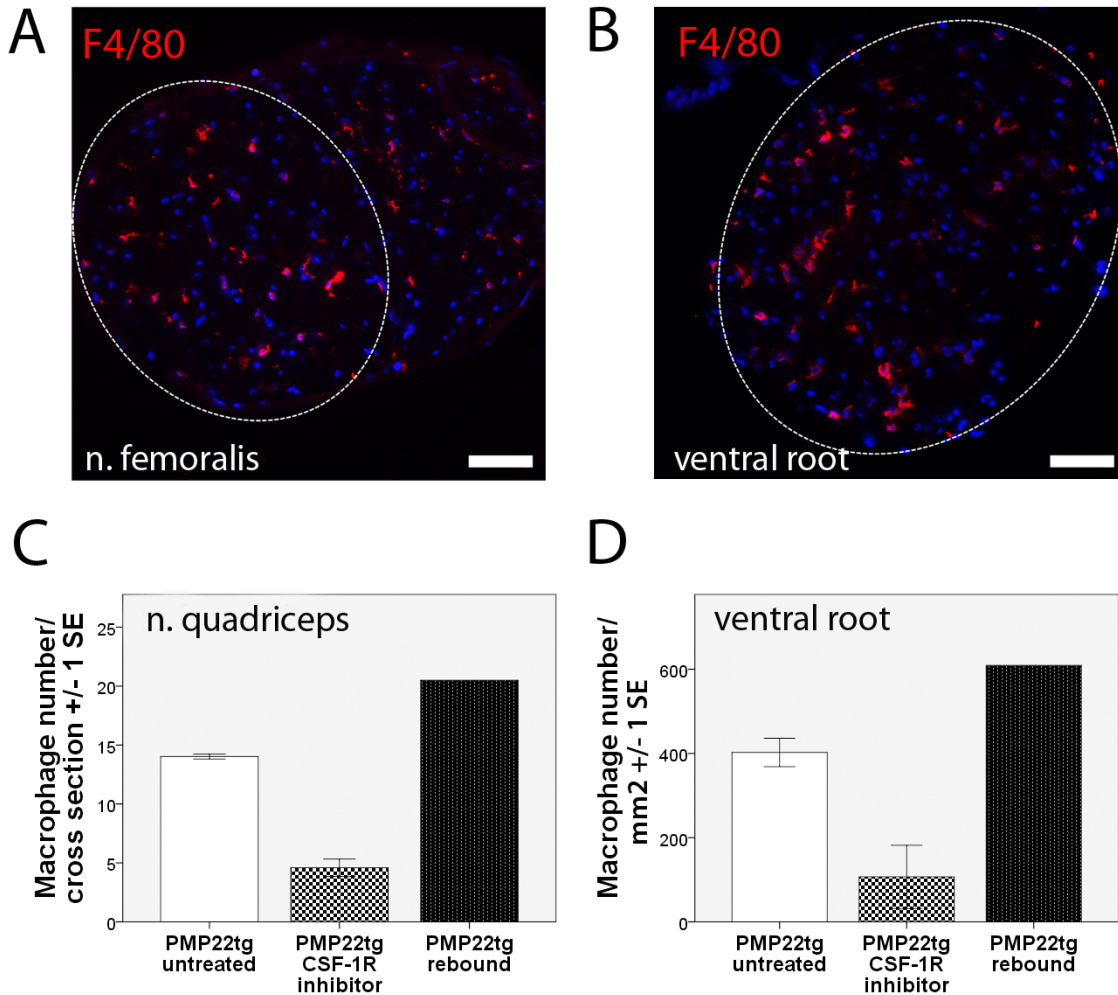 A
F4/80
n. femoralis
B
F4/80
ventral root
C
Macrophage number/
cross section +/- 1 SE
25
20
15
10
5
0
n. quadriceps
PMP22tg
untreated
PMP22tg
CSF-1R
inhibitor
PMP22tg
rebound
D
Macrophage number/
mm2 +/- 1 SE
600
400
200
0
ventral root
PMP22tg
untreated
PMP22tg
CSF-1R
inhibitor
PMP22tg
rebound